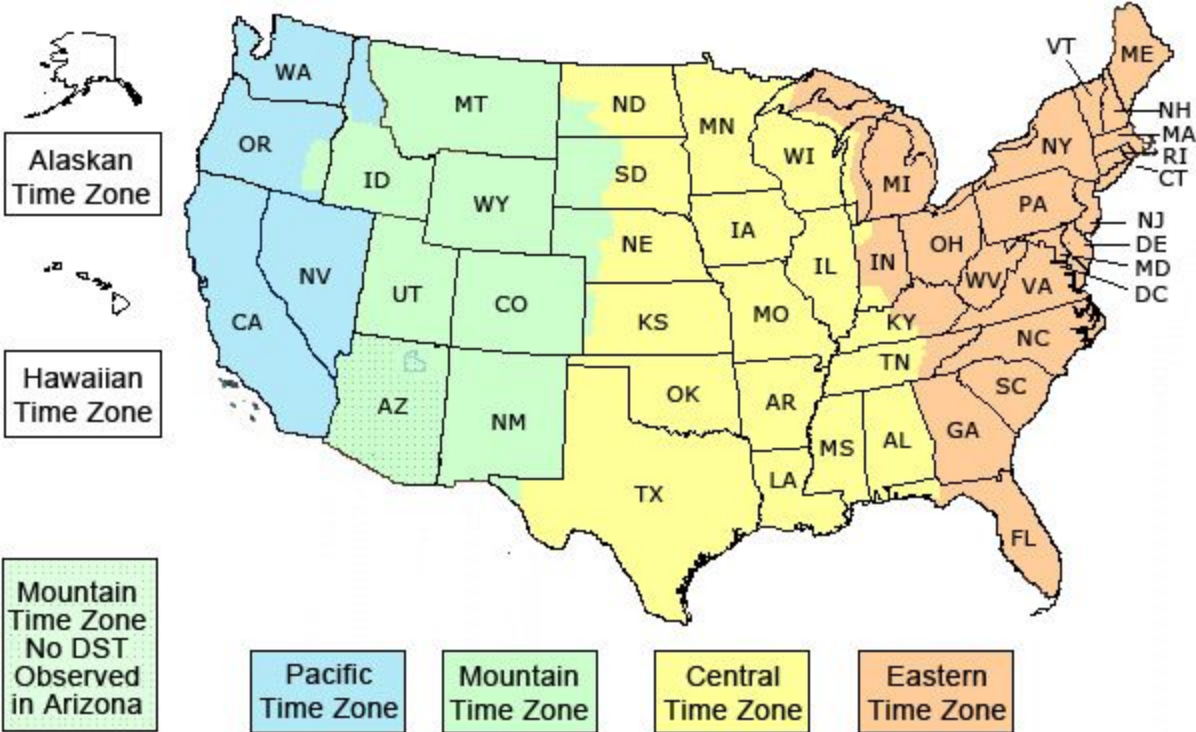 VT
ME
WA
MT
ND
MN
NH
MA
RI
CT
Alaskan
Time Zone
OR
ID
WY
SD
WI
MI
NY
PA
NJ
DE
MD
DC
NV
UT
CO
NE
IA
IL
IN
OH
WV
VA
CA
KS
MO
KY
NC
Hawaiian
Time Zone
AZ
NM
OK
AR
TN
SC
MS
AL
GA
TX
LA
FL
Mountain
Time Zone
No DST
Observed
in Arizona
Pacific
Time Zone
Mountain
Time Zone
Central
Time Zone
Eastern
Time Zone